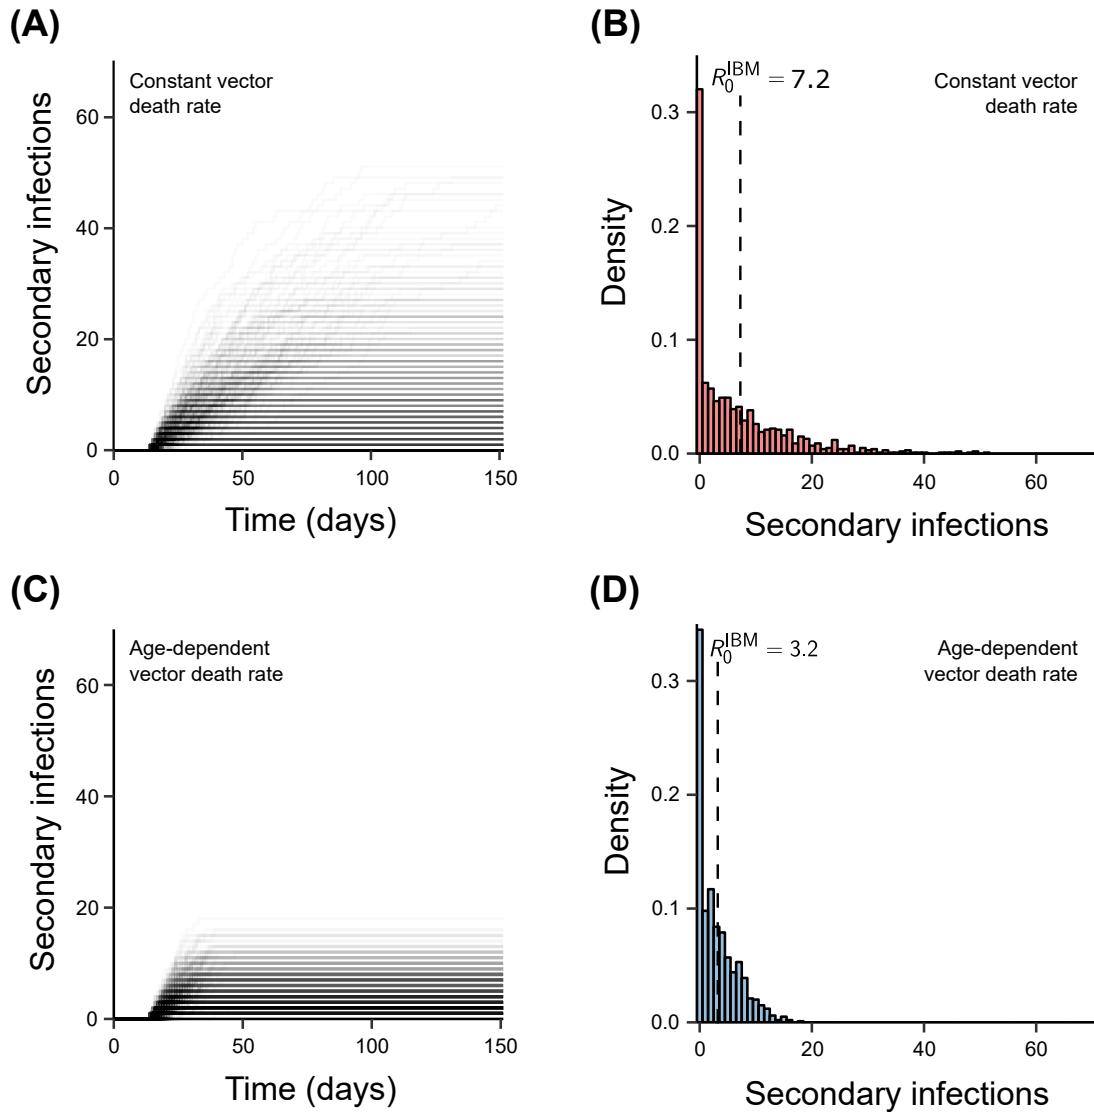 (A)
Constant vector
death rate
Secondary infections
60
40
20
0
0 50 100 150
Time (days)
(B)
R₀^IBM = 7.2
Constant vector
death rate
Density
0.3
0.2
0.1
0.0
0 20 40 60
Secondary infections
(C)
Age-dependent
vector death rate
Secondary infections
60
40
20
0
0 50 100 150
Time (days)
(D)
R₀^IBM = 3.2
Age-dependent
vector death rate
Density
0.3
0.2
0.1
0.0
0 20 40 60
Secondary infections